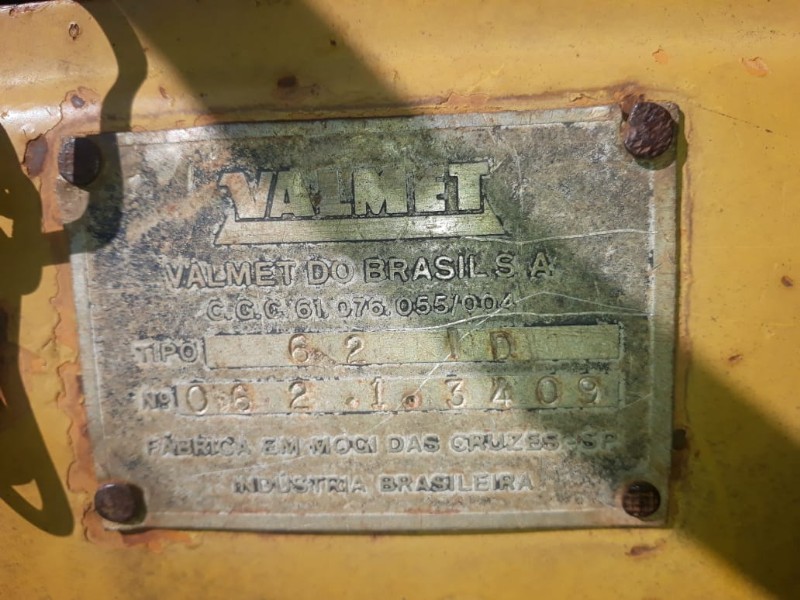 VALMET
VALMET DO BRASIL S.A
C.G.C. 61.076.055/004
TIPO 62 1D
Nº 062.1.3409
FÁBRICA EM MOGI DAS CRUZES-SP
INDÚSTRIA BRASILEIRA